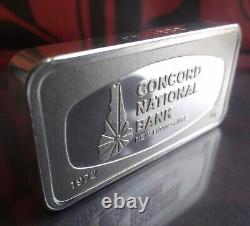 CONCORD
NATIONAL
BANK
NEW HAMPSHIRE
1972